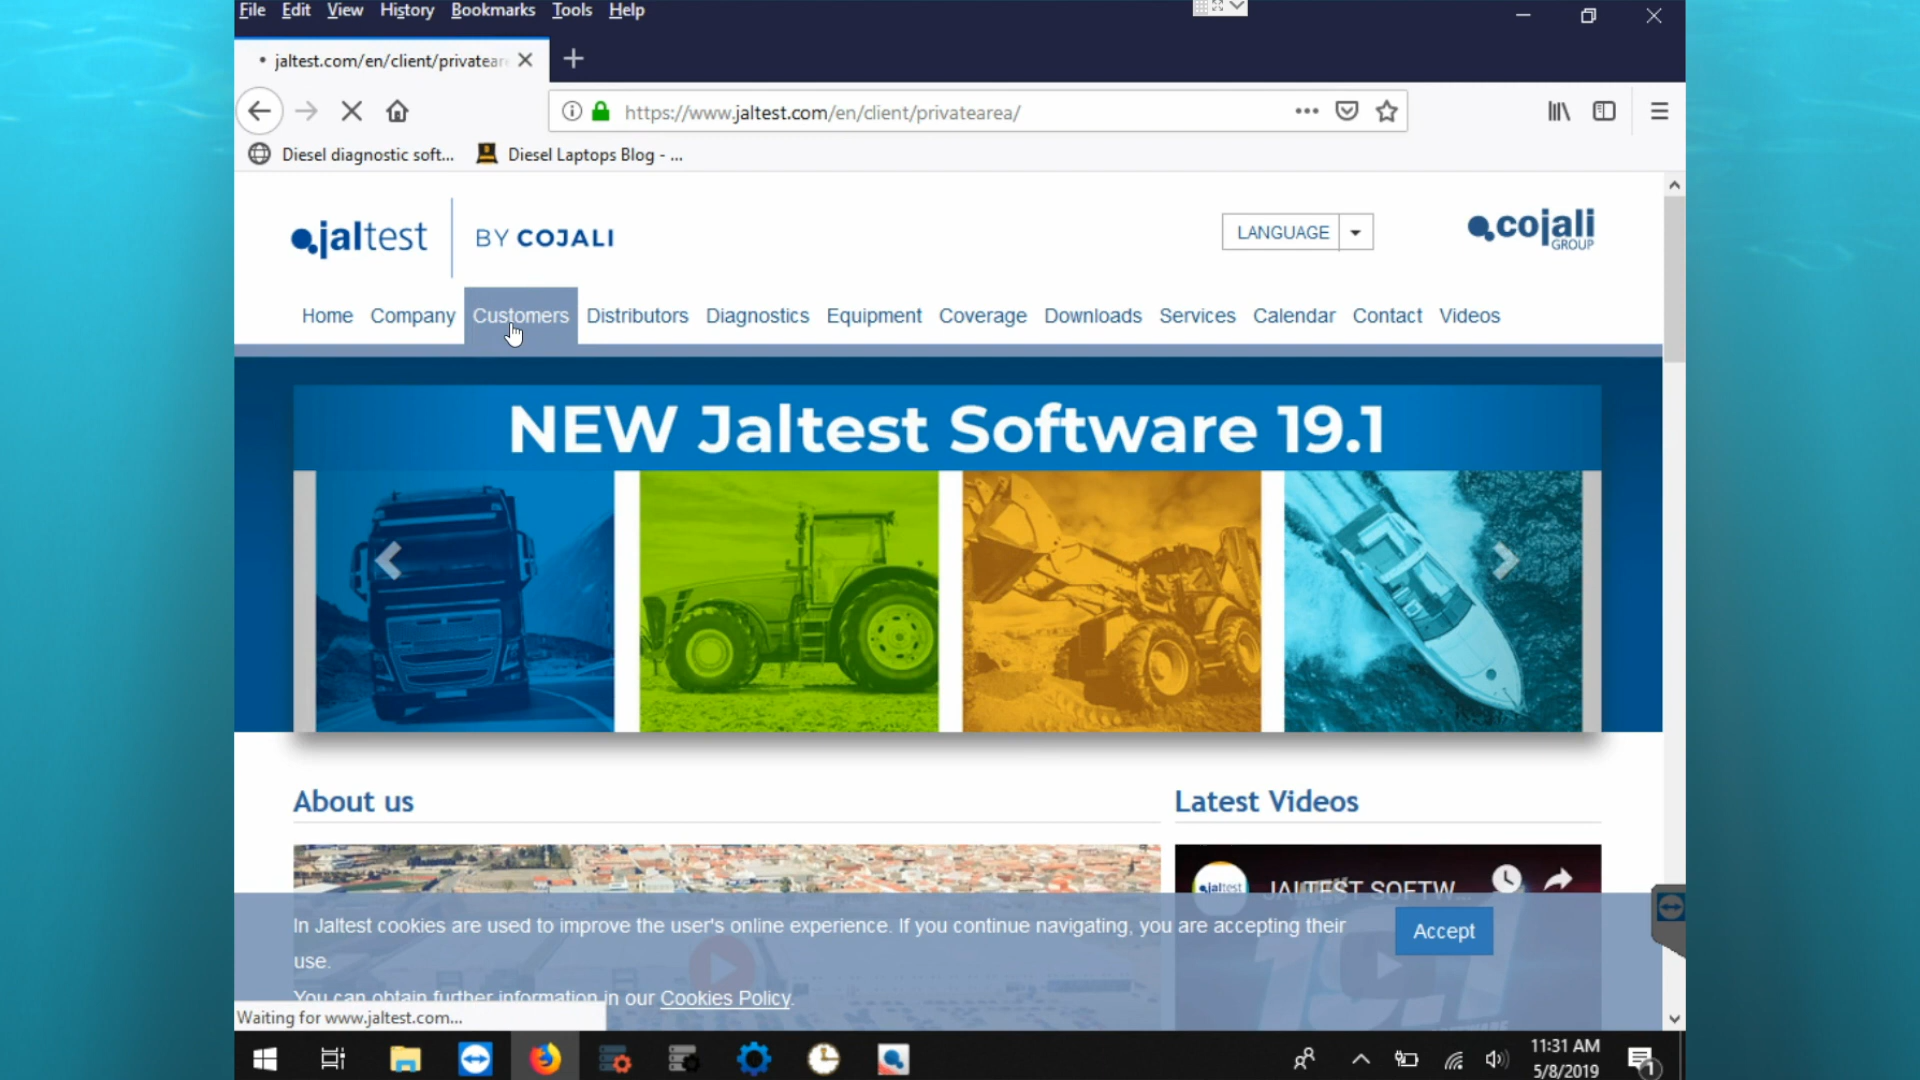 File Edit View History Bookmarks Tools Help
jaltest.com/en/client/privatear
https://www.jaltest.com/en/client/privatearea/
Diesel diagnostic soft... Diesel Laptops Blog - ...
jaltest BY COJALI
LANGUAGE
cojali
GROUP
Home Company Customers Distributors Diagnostics Equipment Coverage Downloads Services Calendar Contact Videos
NEW Jaltest Software 19.1
About us
Latest Videos
jaltest JALTEST SOFTW...
In Jaltest cookies are used to improve the user's online experience. If you continue navigating, you are accepting their
use.
Accept
You can obtain further information in our Cookies Policy.
Waiting for www.jaltest.com...
11:31 AM
5/8/2019
1